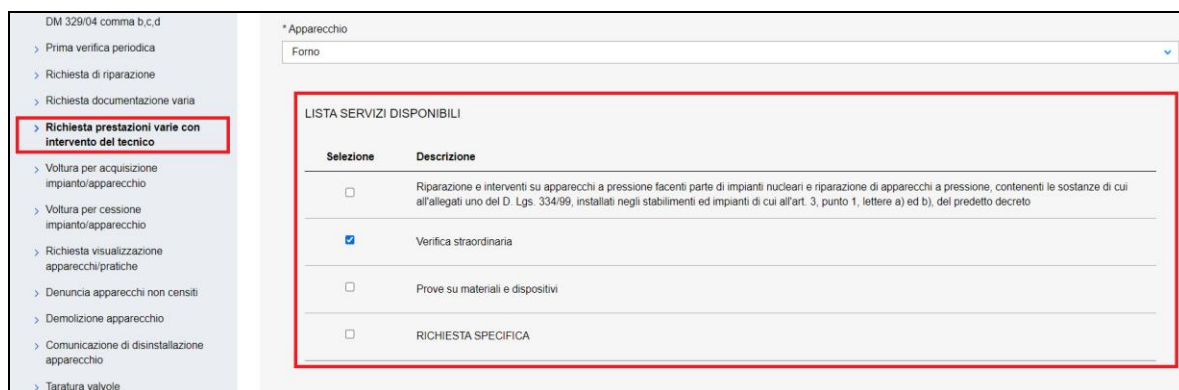 DM 329/04 comma b,c,d
Prima verifica periodica
Richiesta di riparazione
Richiesta documentazione varia
Richiesta prestazioni varie con
intervento del tecnico
Voltura per acquisizione
impianto/apparecchio
Voltura per cessione
impianto/apparecchio
Richiesta visualizzazione
apparecchi/pratiche
Denuncia apparecchi non censiti
Demolizione apparecchio
Comunicazione di disinstallazione
apparecchio
Taratura valvole
* Apparecchio
Forno
LISTA SERVIZI DISPONIBILI
Selezione Descrizione
Riparazione e interventi su apparecchi a pressione facenti parte di impianti nucleari e riparazione di apparecchi a pressione, contenenti le sostanze di cui
all'allegati uno del D. Lgs. 334/99, installati negli stabilimenti ed impianti di cui all'art. 3, punto 1, lettere a) ed b), del predetto decreto
Verifica straordinaria
Prove su materiali e dispositivi
RICHIESTA SPECIFICA